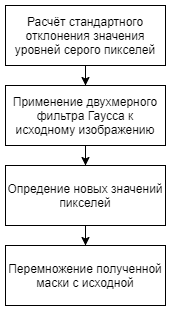 Расчёт стандартного
отклонения значения
уровней серого пикселей
Применение двухмерного
фильтра Гаусса к
исходному изображению
Опредение новых значений
пикселей
Перемножение полученной
маски с исходной